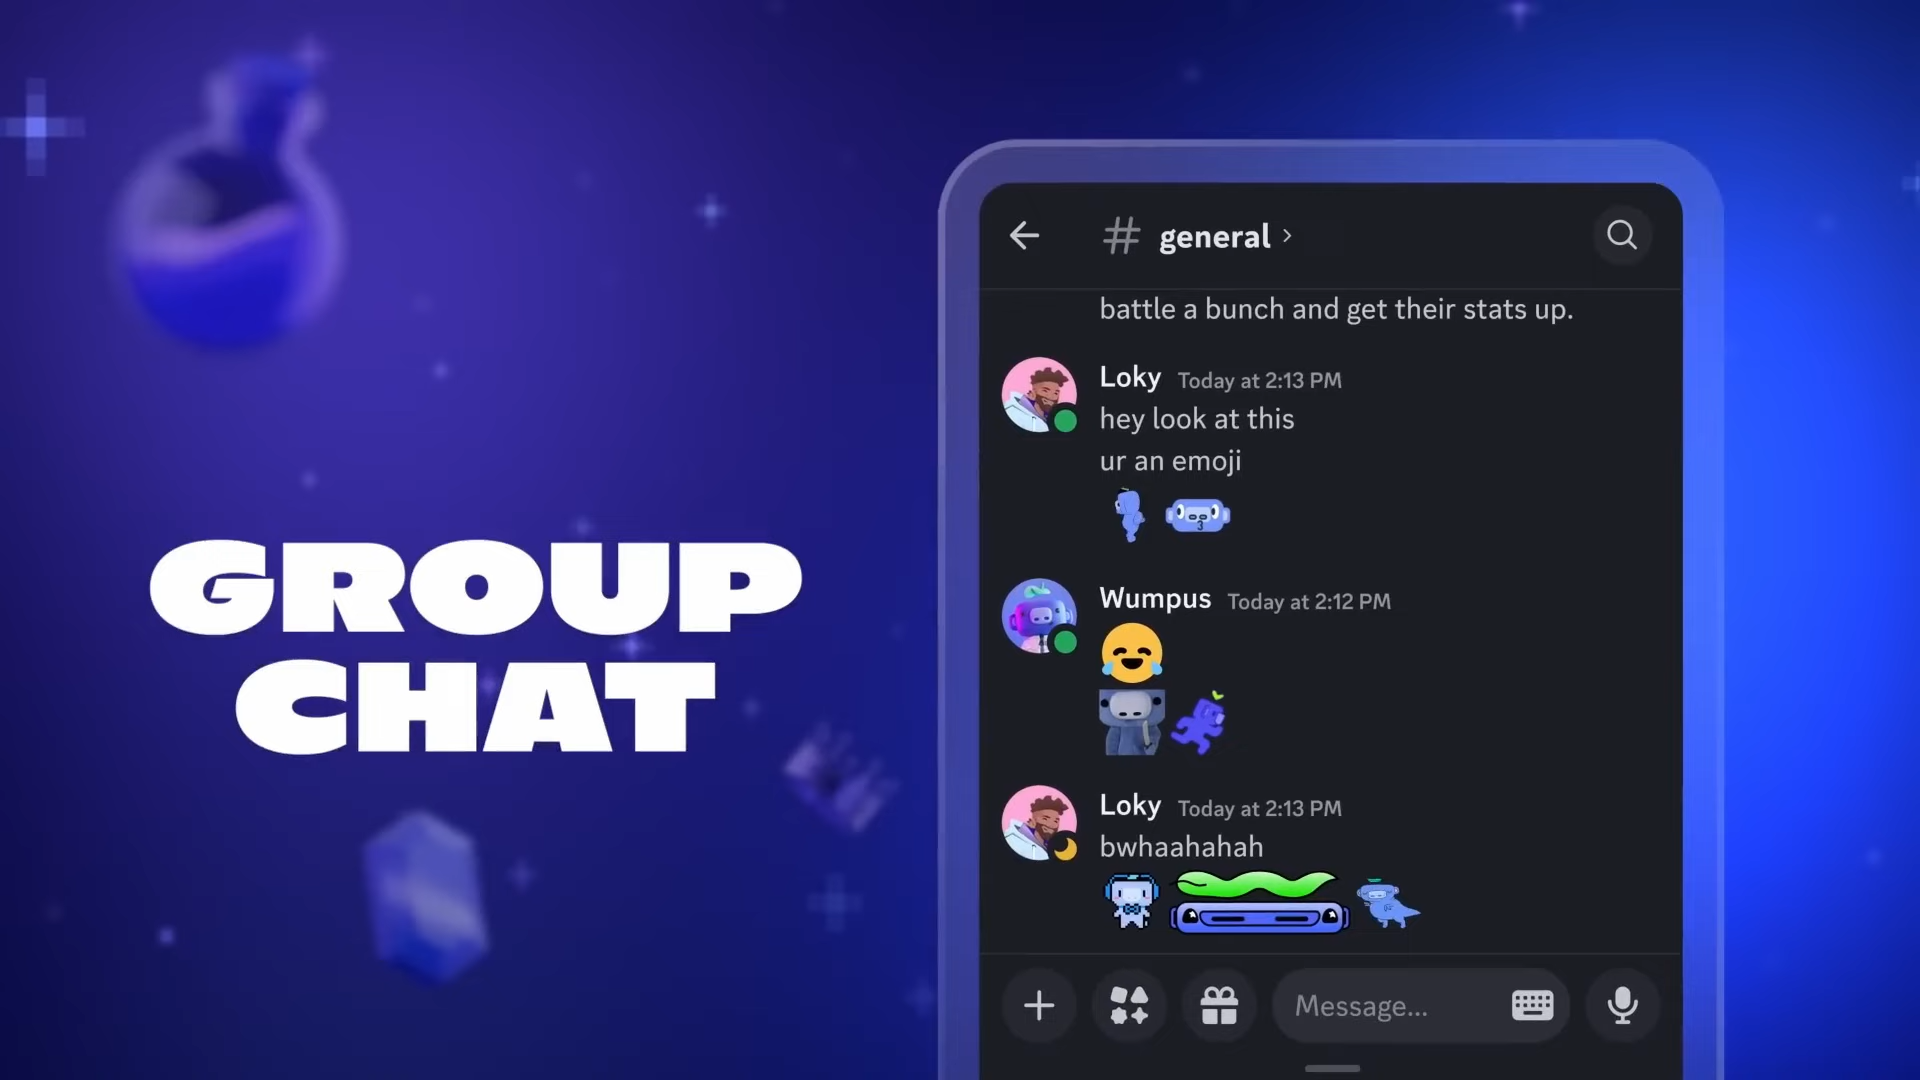 GROUP
CHAT
# general ›
battle a bunch and get their stats up.
Loky Today at 2:13 PM
hey look at this
ur an emoji
Wumpus Today at 2:12 PM
Loky Today at 2:13 PM
bwhaahahah
Message...